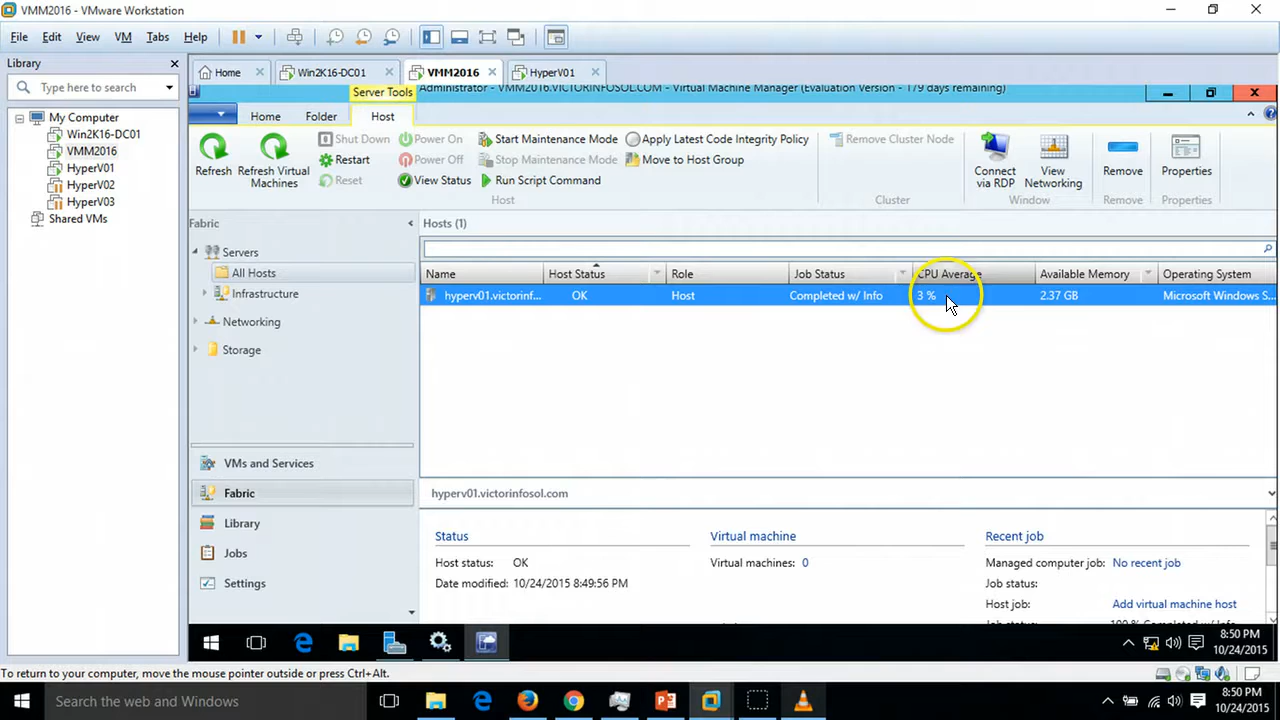 VMM2016 - VMware Workstation
File Edit View VM Tabs Help
Library
Type here to search
My Computer
Win2K16-DC01
VMM2016
HyperV01
HyperV02
HyperV03
Shared VMs
Home Win2K16-DC01 VMM2016 HyperV01
Server Tools Administrator - VMM2016.VICTORINFOSOL.COM - Virtual Machine Manager (Evaluation Version - 179 days remaining)
Home Folder Host
Refresh
Refresh Virtual Machines
Shut Down Power On Start Maintenance Mode Apply Latest Code Integrity Policy
Restart Power Off Stop Maintenance Mode Move to Host Group
Reset View Status Run Script Command
Host
Remove Cluster Node
Cluster
Connect via RDP
View Networking
Window
Remove
Remove
Properties
Properties
Fabric
Servers
All Hosts
Infrastructure
Networking
Storage
VMs and Services
Fabric
Library
Jobs
Settings
Hosts (1)
Name Host Status Role Job Status CPU Average Available Memory Operating System
hyperv01.victorinf... OK Host Completed w/ Info 3 % 2.37 GB Microsoft Windows S...
hyperv01.victorinfosol.com
Status Virtual machine Recent job
Host status: OK Virtual machines: 0 Managed computer job: No recent job
Date modified: 10/24/2015 8:49:56 PM Job status:
Host job: Add virtual machine host
Job status: 100 % Completed w/ Info
8:50 PM
10/24/2015
To return to your computer, move the mouse pointer outside or press Ctrl+Alt.
Search the web and Windows
8:50 PM
10/24/2015